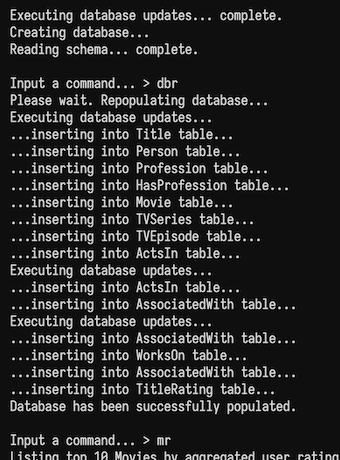 Executing database updates... complete.
Creating database...
Reading schema... complete.
Input a command... > dbr
Please wait. Repopulating database...
Executing database updates...
...inserting into Title table...
...inserting into Person table...
...inserting into Profession table...
...inserting into HasProfession table...
...inserting into Movie table...
...inserting into TVSeries table...
...inserting into TVEpisode table...
...inserting into ActsIn table...
Executing database updates...
...inserting into ActsIn table...
...inserting into AssociatedWith table...
Executing database updates...
...inserting into AssociatedWith table...
...inserting into WorksOn table...
...inserting into AssociatedWith table...
...inserting into TitleRating table...
Database has been successfully populated.
Input a command... > mr
Listing top 10 Movies by aggregated user rating